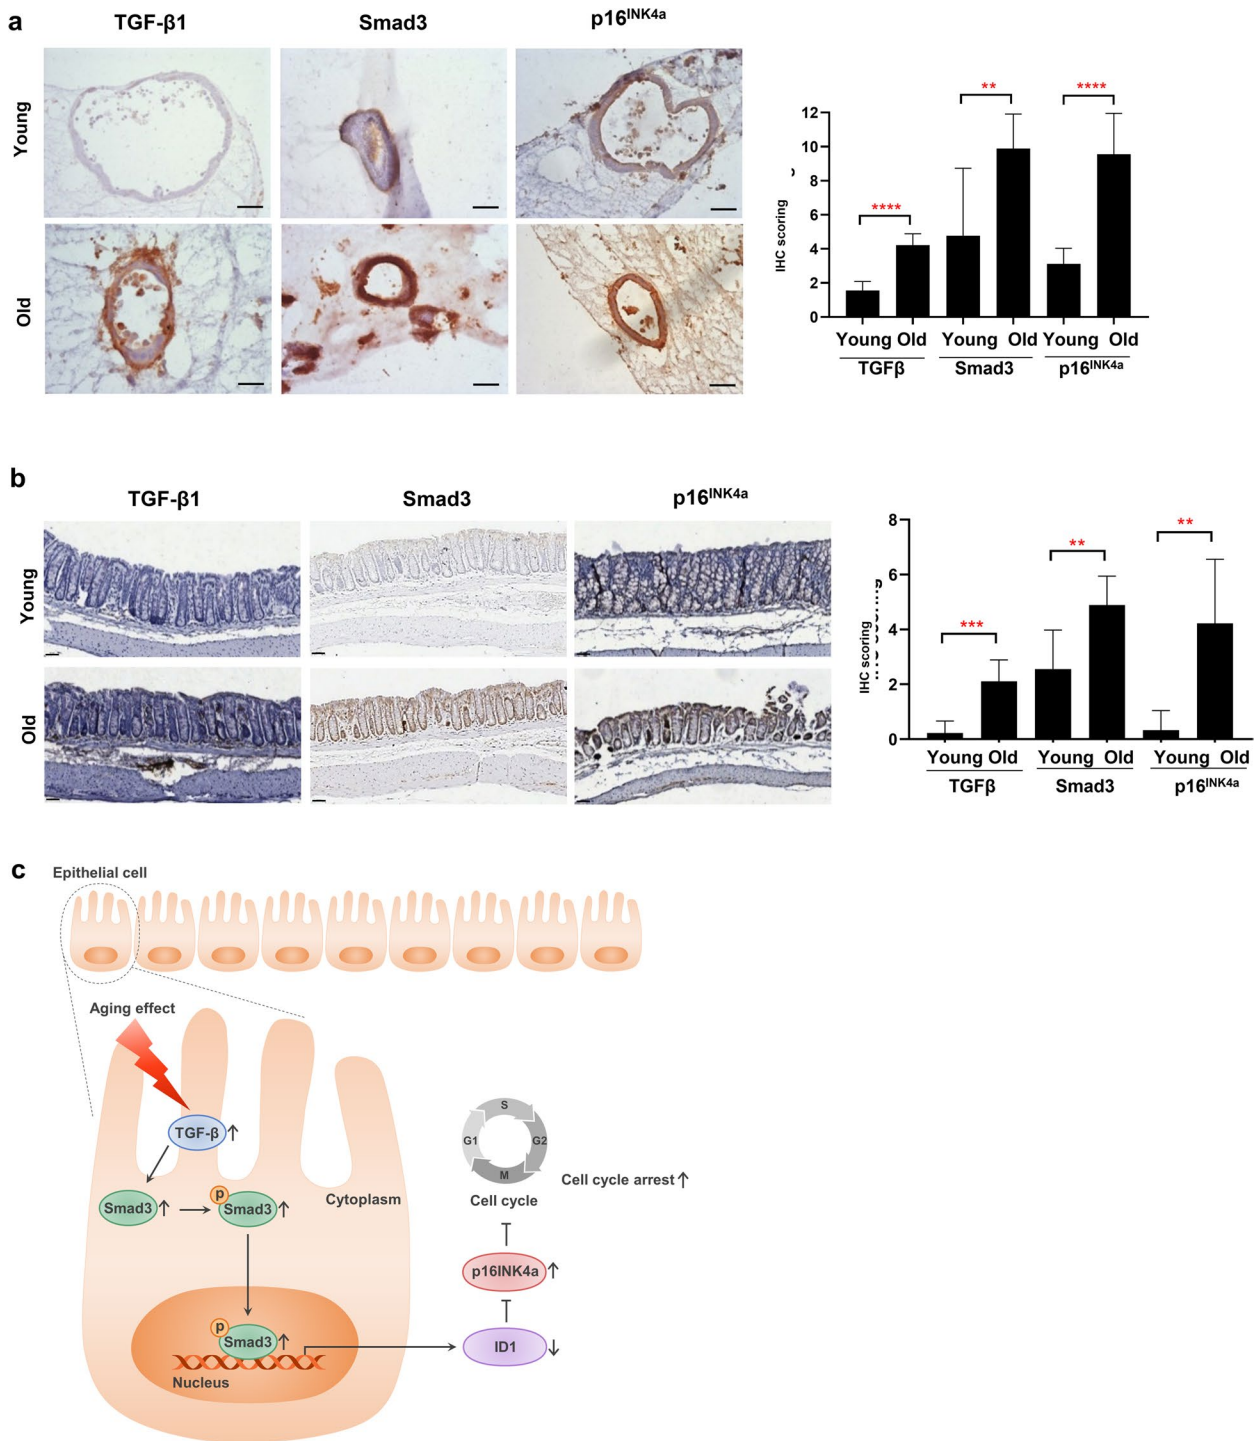 a
TGF-β1
Smad3
p16INK4a
Young
Old
12
10
8
6
4
2
0
IHC scoring
****
**
****
Young Old
Young Old
Young Old
TGFβ
Smad3
p16INK4a
b
TGF-β1
Smad3
p16INK4a
Young
Old
8
6
4
2
0
IHC scoring
***
**
**
Young Old
Young Old
Young Old
TGFβ
Smad3
p16INK4a
c
Epithelial cell
Aging effect
TGF-β ↑
Smad3 ↑
p
Smad3 ↑
Cytoplasm
p
Smad3 ↑
Nucleus
S
G1
G2
M
Cell cycle
Cell cycle arrest ↑
p16INK4a ↑
ID1 ↓